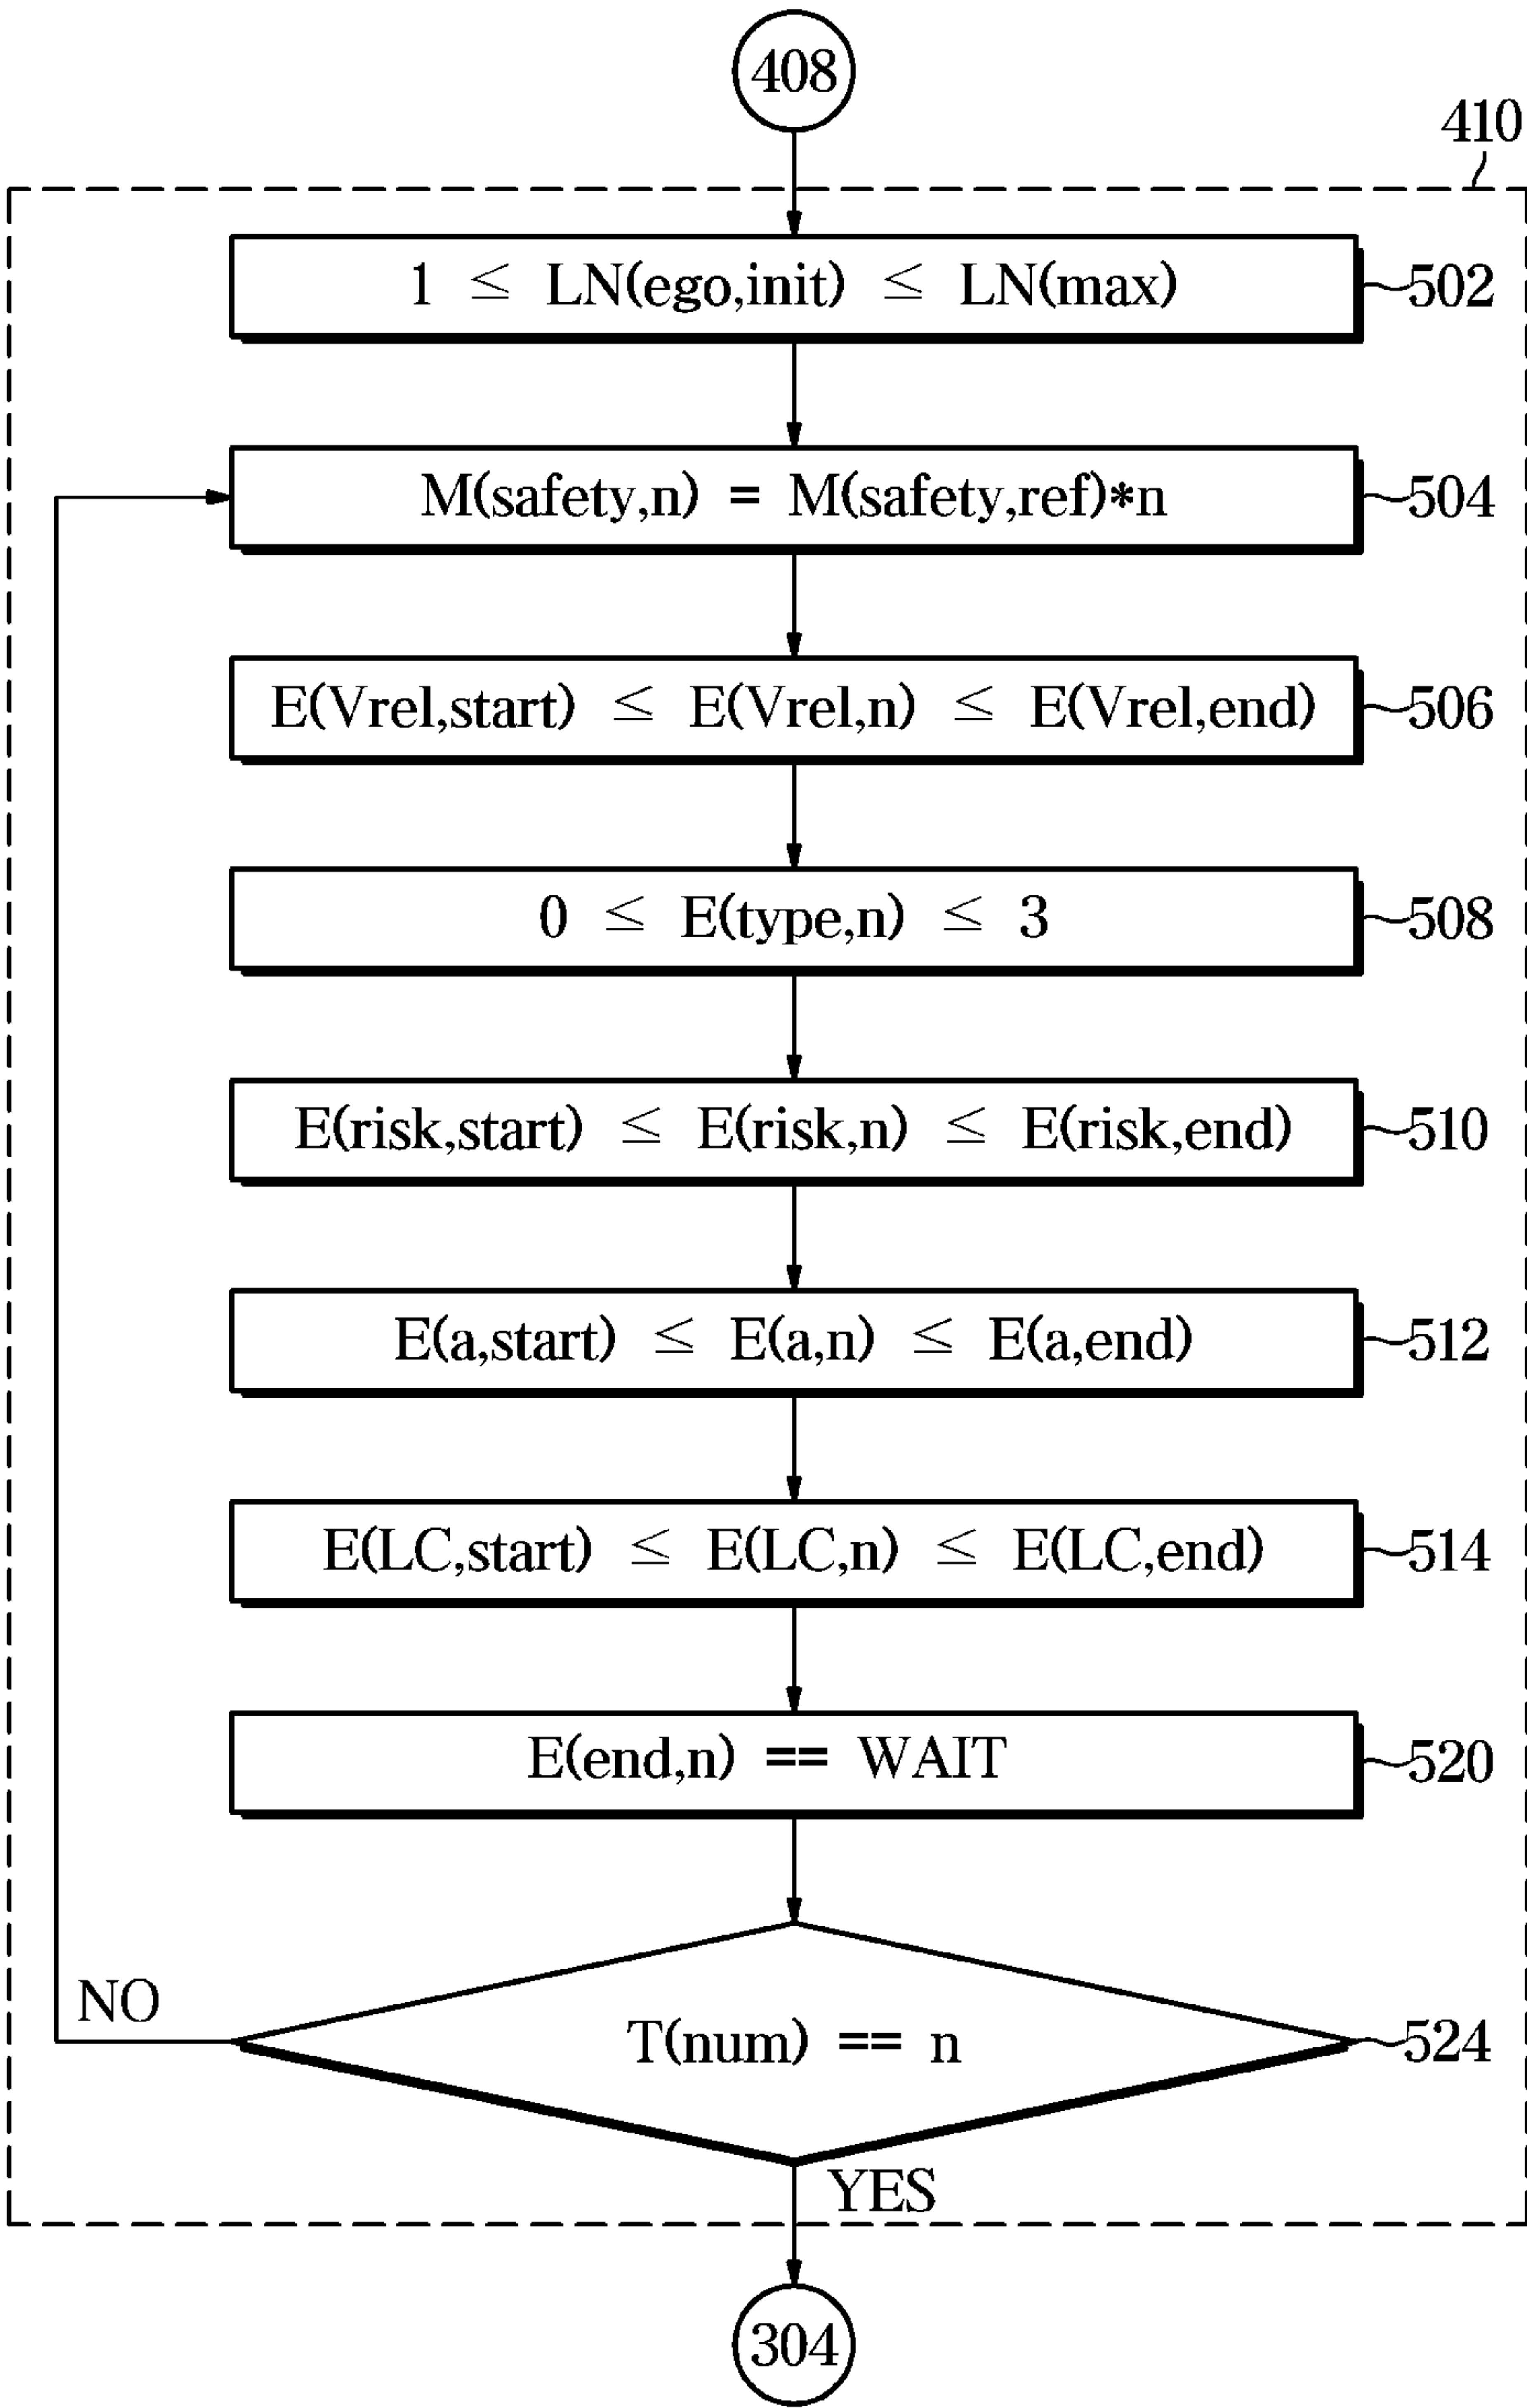 408
410
1 ≤ LN(ego,init) ≤ LN(max)
502
M(safety,n) = M(safety,ref)*n
504
E(Vrel,start) ≤ E(Vrel,n) ≤ E(Vrel,end)
506
0 ≤ E(type,n) ≤ 3
508
E(risk,start) ≤ E(risk,n) ≤ E(risk,end)
510
E(a,start) ≤ E(a,n) ≤ E(a,end)
512
E(LC,start) ≤ E(LC,n) ≤ E(LC,end)
514
E(end,n) == WAIT
520
NO
T(num) == n
524
YES
304